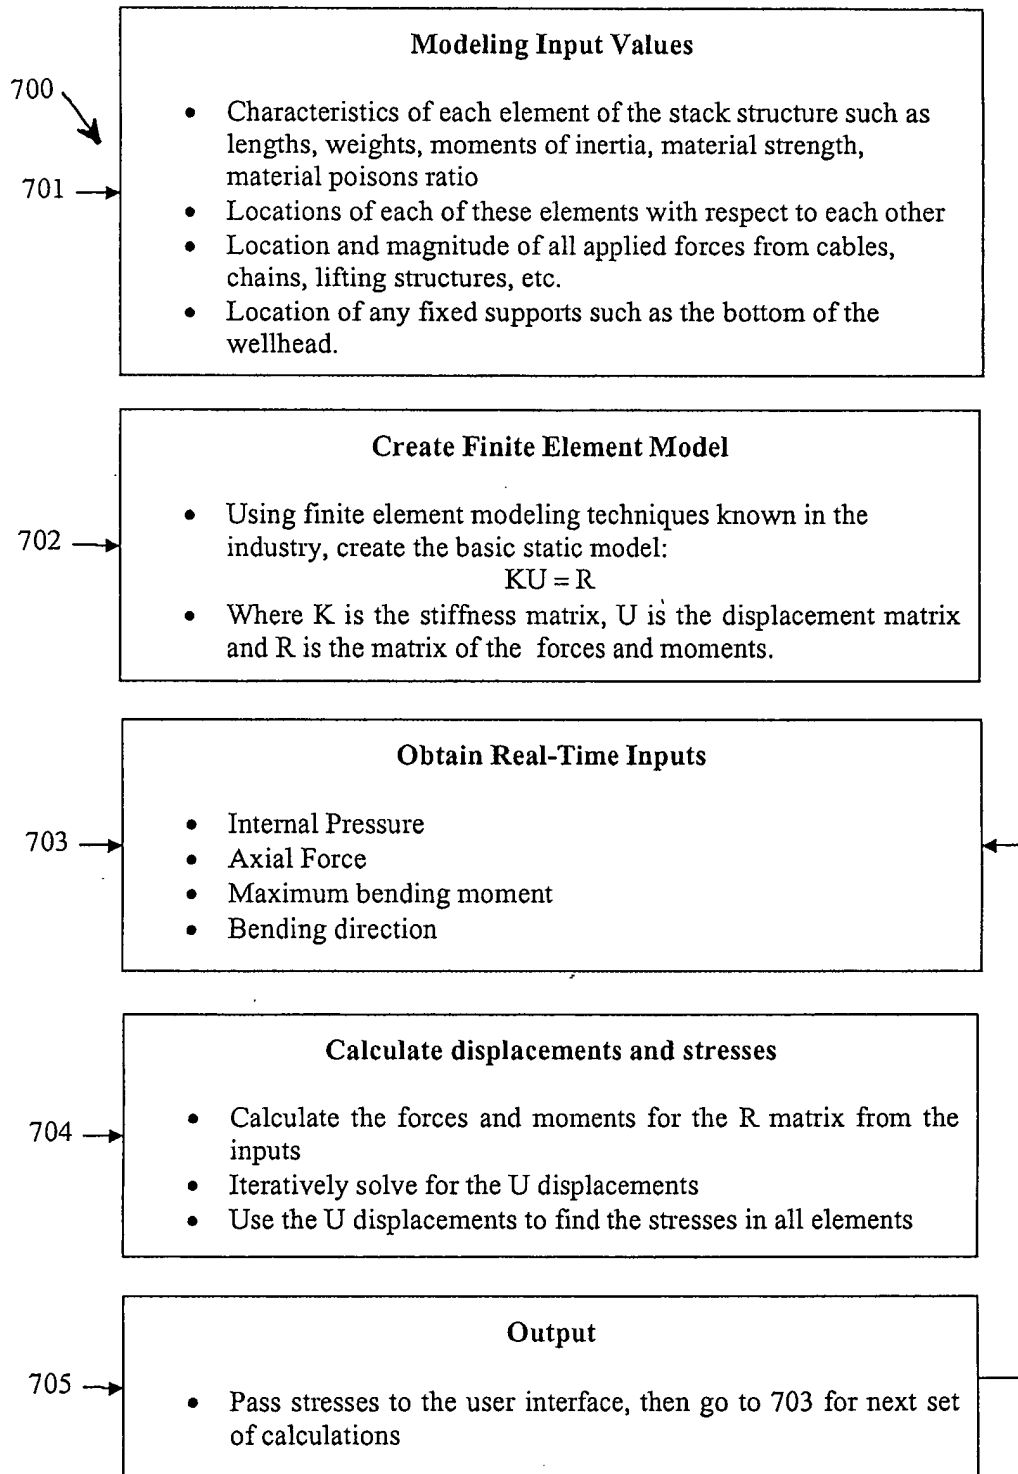 Modeling Input Values
700
• Characteristics of each element of the stack structure such as
lengths, weights, moments of inertia, material strength,
701
material poisons ratio
• Locations of each of these elements with respect to each other
• Location and magnitude of all applied forces from cables,
chains, lifting structures, etc.
• Location of any fixed supports such as the bottom of the
wellhead.
Create Finite Element Model
• Using finite element modeling techniques known in the
702
industry, create the basic static model:
KU = R
• Where K is the stiffness matrix, U is the displacement matrix
and R is the matrix of the forces and moments.
Obtain Real-Time Inputs
• Internal Pressure
703
• Axial Force
• Maximum bending moment
• Bending direction
Calculate displacements and stresses
• Calculate the forces and moments for the R matrix from the
704
inputs
• Iteratively solve for the U displacements
• Use the U displacements to find the stresses in all elements
Output
705
• Pass stresses to the user interface, then go to 703 for next set
of calculations